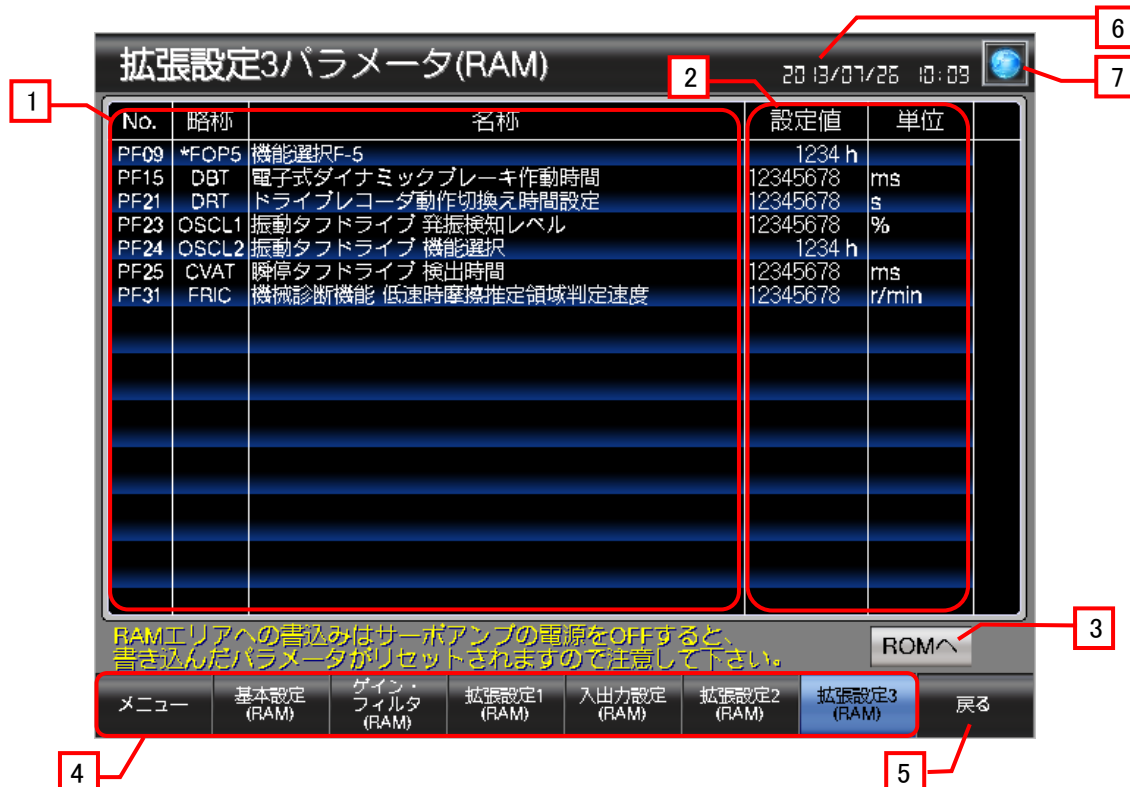 6
拡張設定3パラメータ(RAM)
2013/07/26 10:09
2
7
1
No. 略称 名称 設定値 単位
PF09 *FOP5 機能選択F-5 1234 h
PF15 DBT 電子式ダイナミックブレーキ作動時間 12345678 ms
PF21 DRT ドライブレコーダ動作切換え時間設定 12345678 s
PF23 OSCL1 振動タフドライブ 発振検知レベル 12345678 %
PF24 OSCL2 振動タフドライブ 機能選択 1234 h
PF25 CVAT 瞬停タフドライブ 検出時間 12345678 ms
PF31 FRIC 機械診断機能 低速時摩擦推定領域判定速度 12345678 r/min
RAMエリアへの書込みはサーボアンプの電源をOFFすると、
書き込んだパラメータがリセットされますので注意して下さい。
ROMへ
3
メニュー 基本設定(RAM) ゲイン・フィルタ(RAM) 拡張設定1(RAM) 入出力設定(RAM) 拡張設定2(RAM) 拡張設定3(RAM) 戻る
4
5